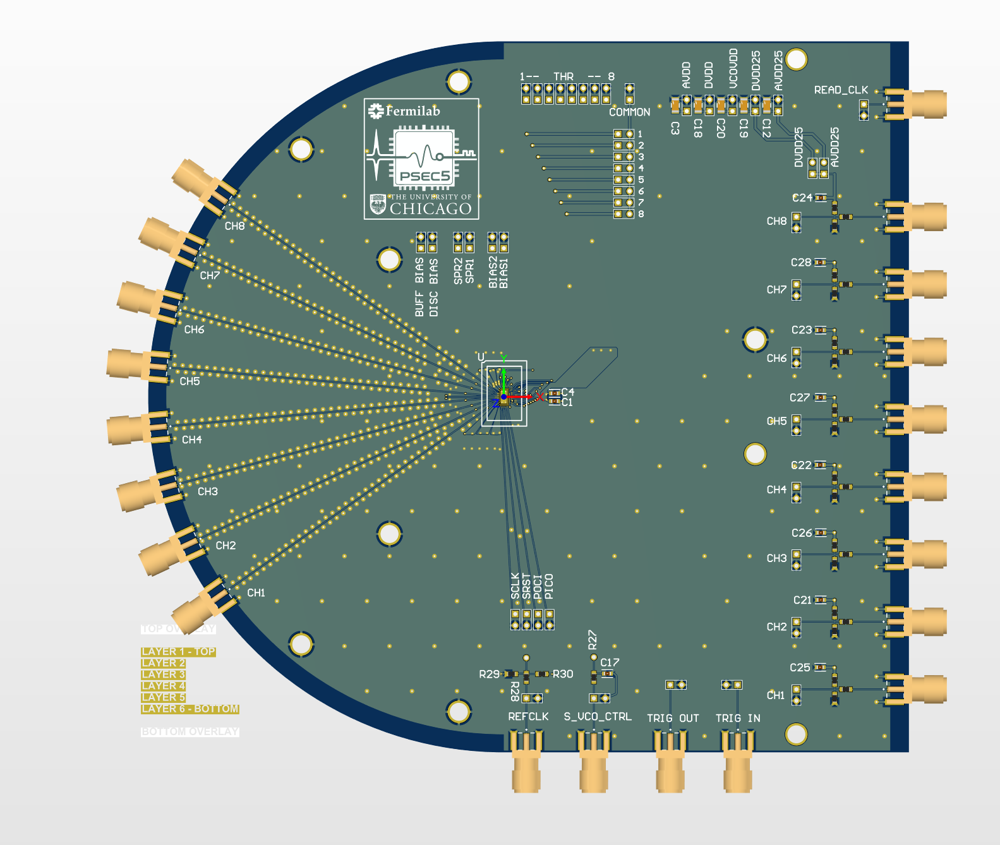 1-- THR -- 8
COMMON
AVDD
DVDD
VCOVDD
DVDD25
AVDD25
C3
C18
C20
C19
C12
READ_CLK
Fermilab
PSEC5
THE UNIVERSITY OF
CHICAGO
1
2
3
4
5
6
7
8
DVDD25
AVDD25
C24
CH8
C28
CH7
C23
CH6
C27
CH5
C22
CH4
C26
CH3
C21
CH2
C25
CH1
BUFF BIAS
DISC BIAS
SPR2
SPR1
BIAS2
BIAS1
CH8
CH7
CH6
CH5
CH4
CH3
CH2
CH1
U
Y
X
Z
C4
C1
SCLK
SRST
POCI
PICO
R29
R30
R28
R27
C17
REFCLK
S_VCO_CTRL
TRIG OUT
TRIG IN
TOP OVERLAY
LAYER 1 - TOP
LAYER 2
LAYER 3
LAYER 4
LAYER 5
LAYER 6 - BOTTOM
BOTTOM OVERLAY